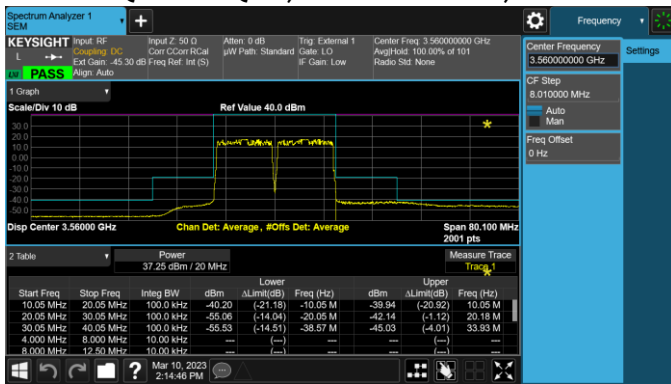 Spectrum Analyzer 1
SEM
Frequency
KEYSIGHT
L
PASS
Input: RF
Coupling: DC
Ext Gain: -45.30 dB
Align: Auto
Input Z: 50 Ω
Corr CCorr RCal
Freq Ref: Int (S)
Atten: 0 dB
µW Path: Standard
Trig: External 1
Gate: LO
IF Gain: Low
Center Freq: 3.560000000 GHz
Avg|Hold: 100.00% of 101
Radio Std: None
Center Frequency
3.560000000 GHz
Settings
CF Step
8.010000 MHz
Auto
Man
Freq Offset
0 Hz
1 Graph
Scale/Div 10 dB
Ref Value 40.0 dBm
30.0
20.0
10.0
0.00
-10.0
-20.0
-30.0
-40.0
-50.0
Disp Center 3.56000 GHz
Chan Det: Average, #Offs Det: Average
Span 80.100 MHz
2001 pts
2 Table
Power
37.25 dBm / 20 MHz
Measure Trace
Trace 1
Lower Upper
Start Freq Stop Freq Integ BW dBm ΔLimit(dB) Freq (Hz) dBm ΔLimit(dB) Freq (Hz)
10.05 MHz 20.05 MHz 100.0 kHz -40.20 (-21.18) -10.05 M -39.94 (-20.92) 10.05 M
20.05 MHz 30.05 MHz 100.0 kHz -55.06 (-14.04) -20.05 M -42.14 (-1.12) 20.18 M
30.05 MHz 40.05 MHz 100.0 kHz -55.53 (-14.51) -38.57 M -45.03 (-4.01) 33.93 M
4.000 MHz 8.000 MHz 10.00 kHz --- (---) --- (---)
8.000 MHz 12.50 MHz 10.00 kHz --- (---) --- (---)
?
Mar 10, 2023
2:14:46 PM